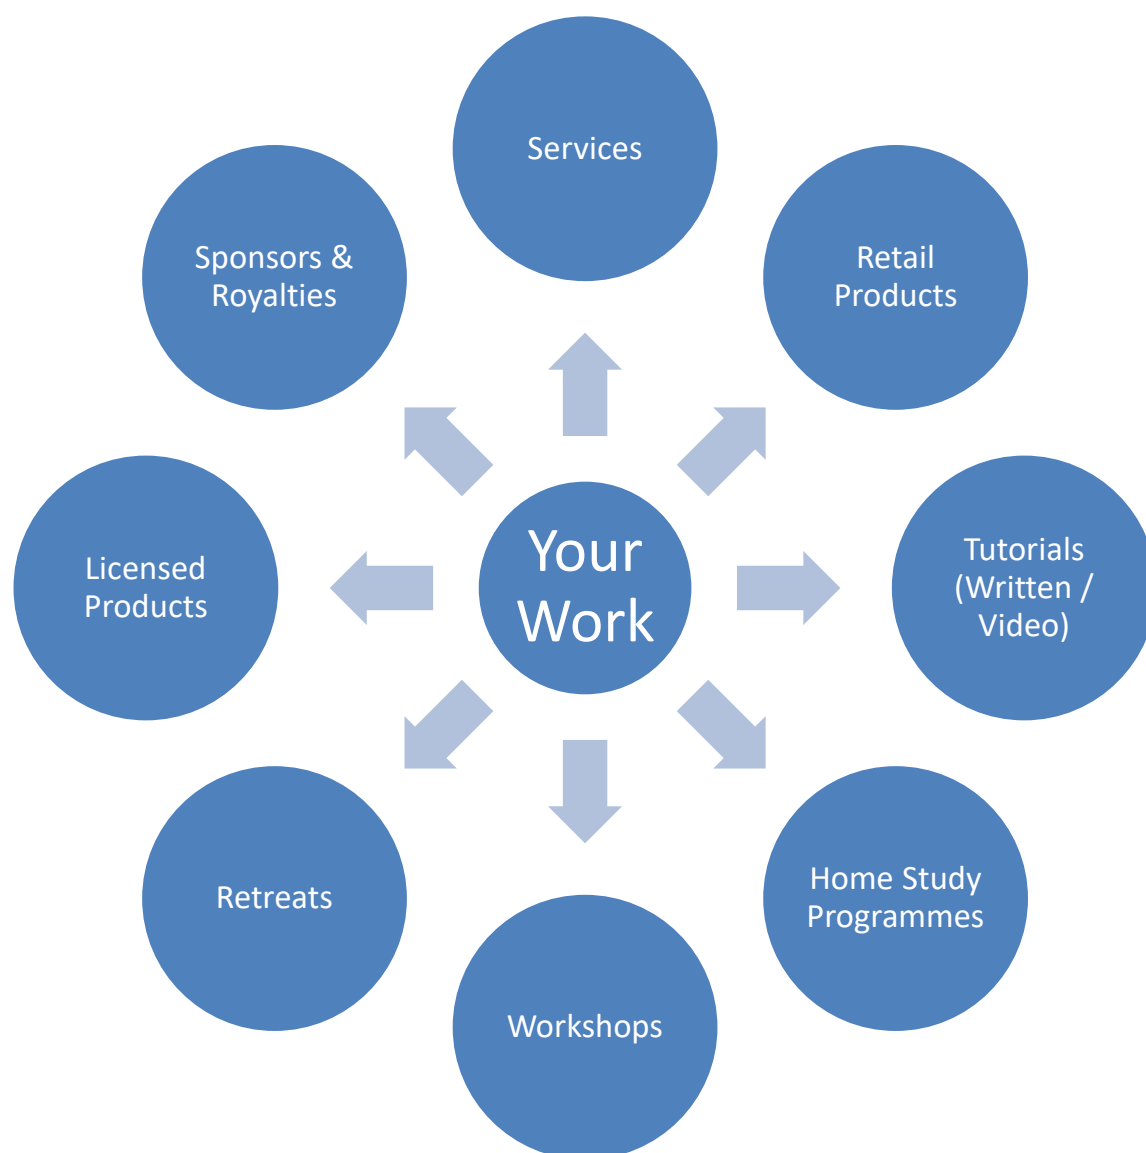 Services
Sponsors &
Royalties
Retail
Products
Licensed
Products
Your
Work
Tutorials
(Written /
Video)
Retreats
Home Study
Programmes
Workshops